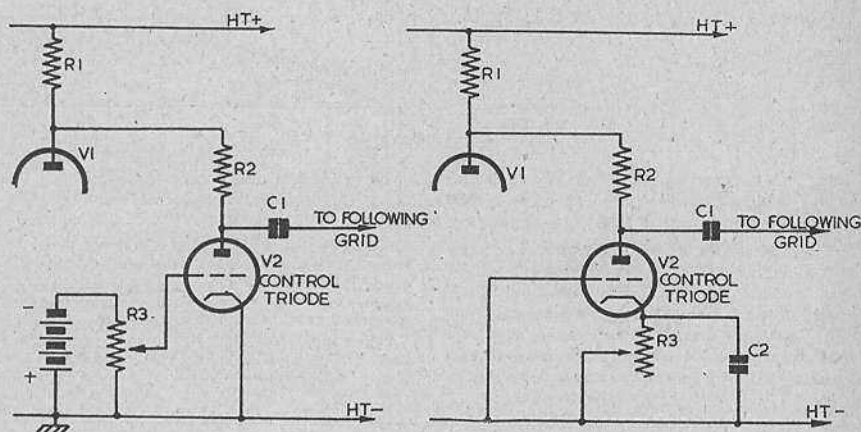 HT+
R1
V1
R2
C1
TO FOLLOWING
GRID
V2
CONTROL
TRIODE
-
+
R3
HT-
HT+
R1
V1
R2
C1
TO FOLLOWING
GRID
V2
CONTROL
TRIODE
R3
C2
HT-